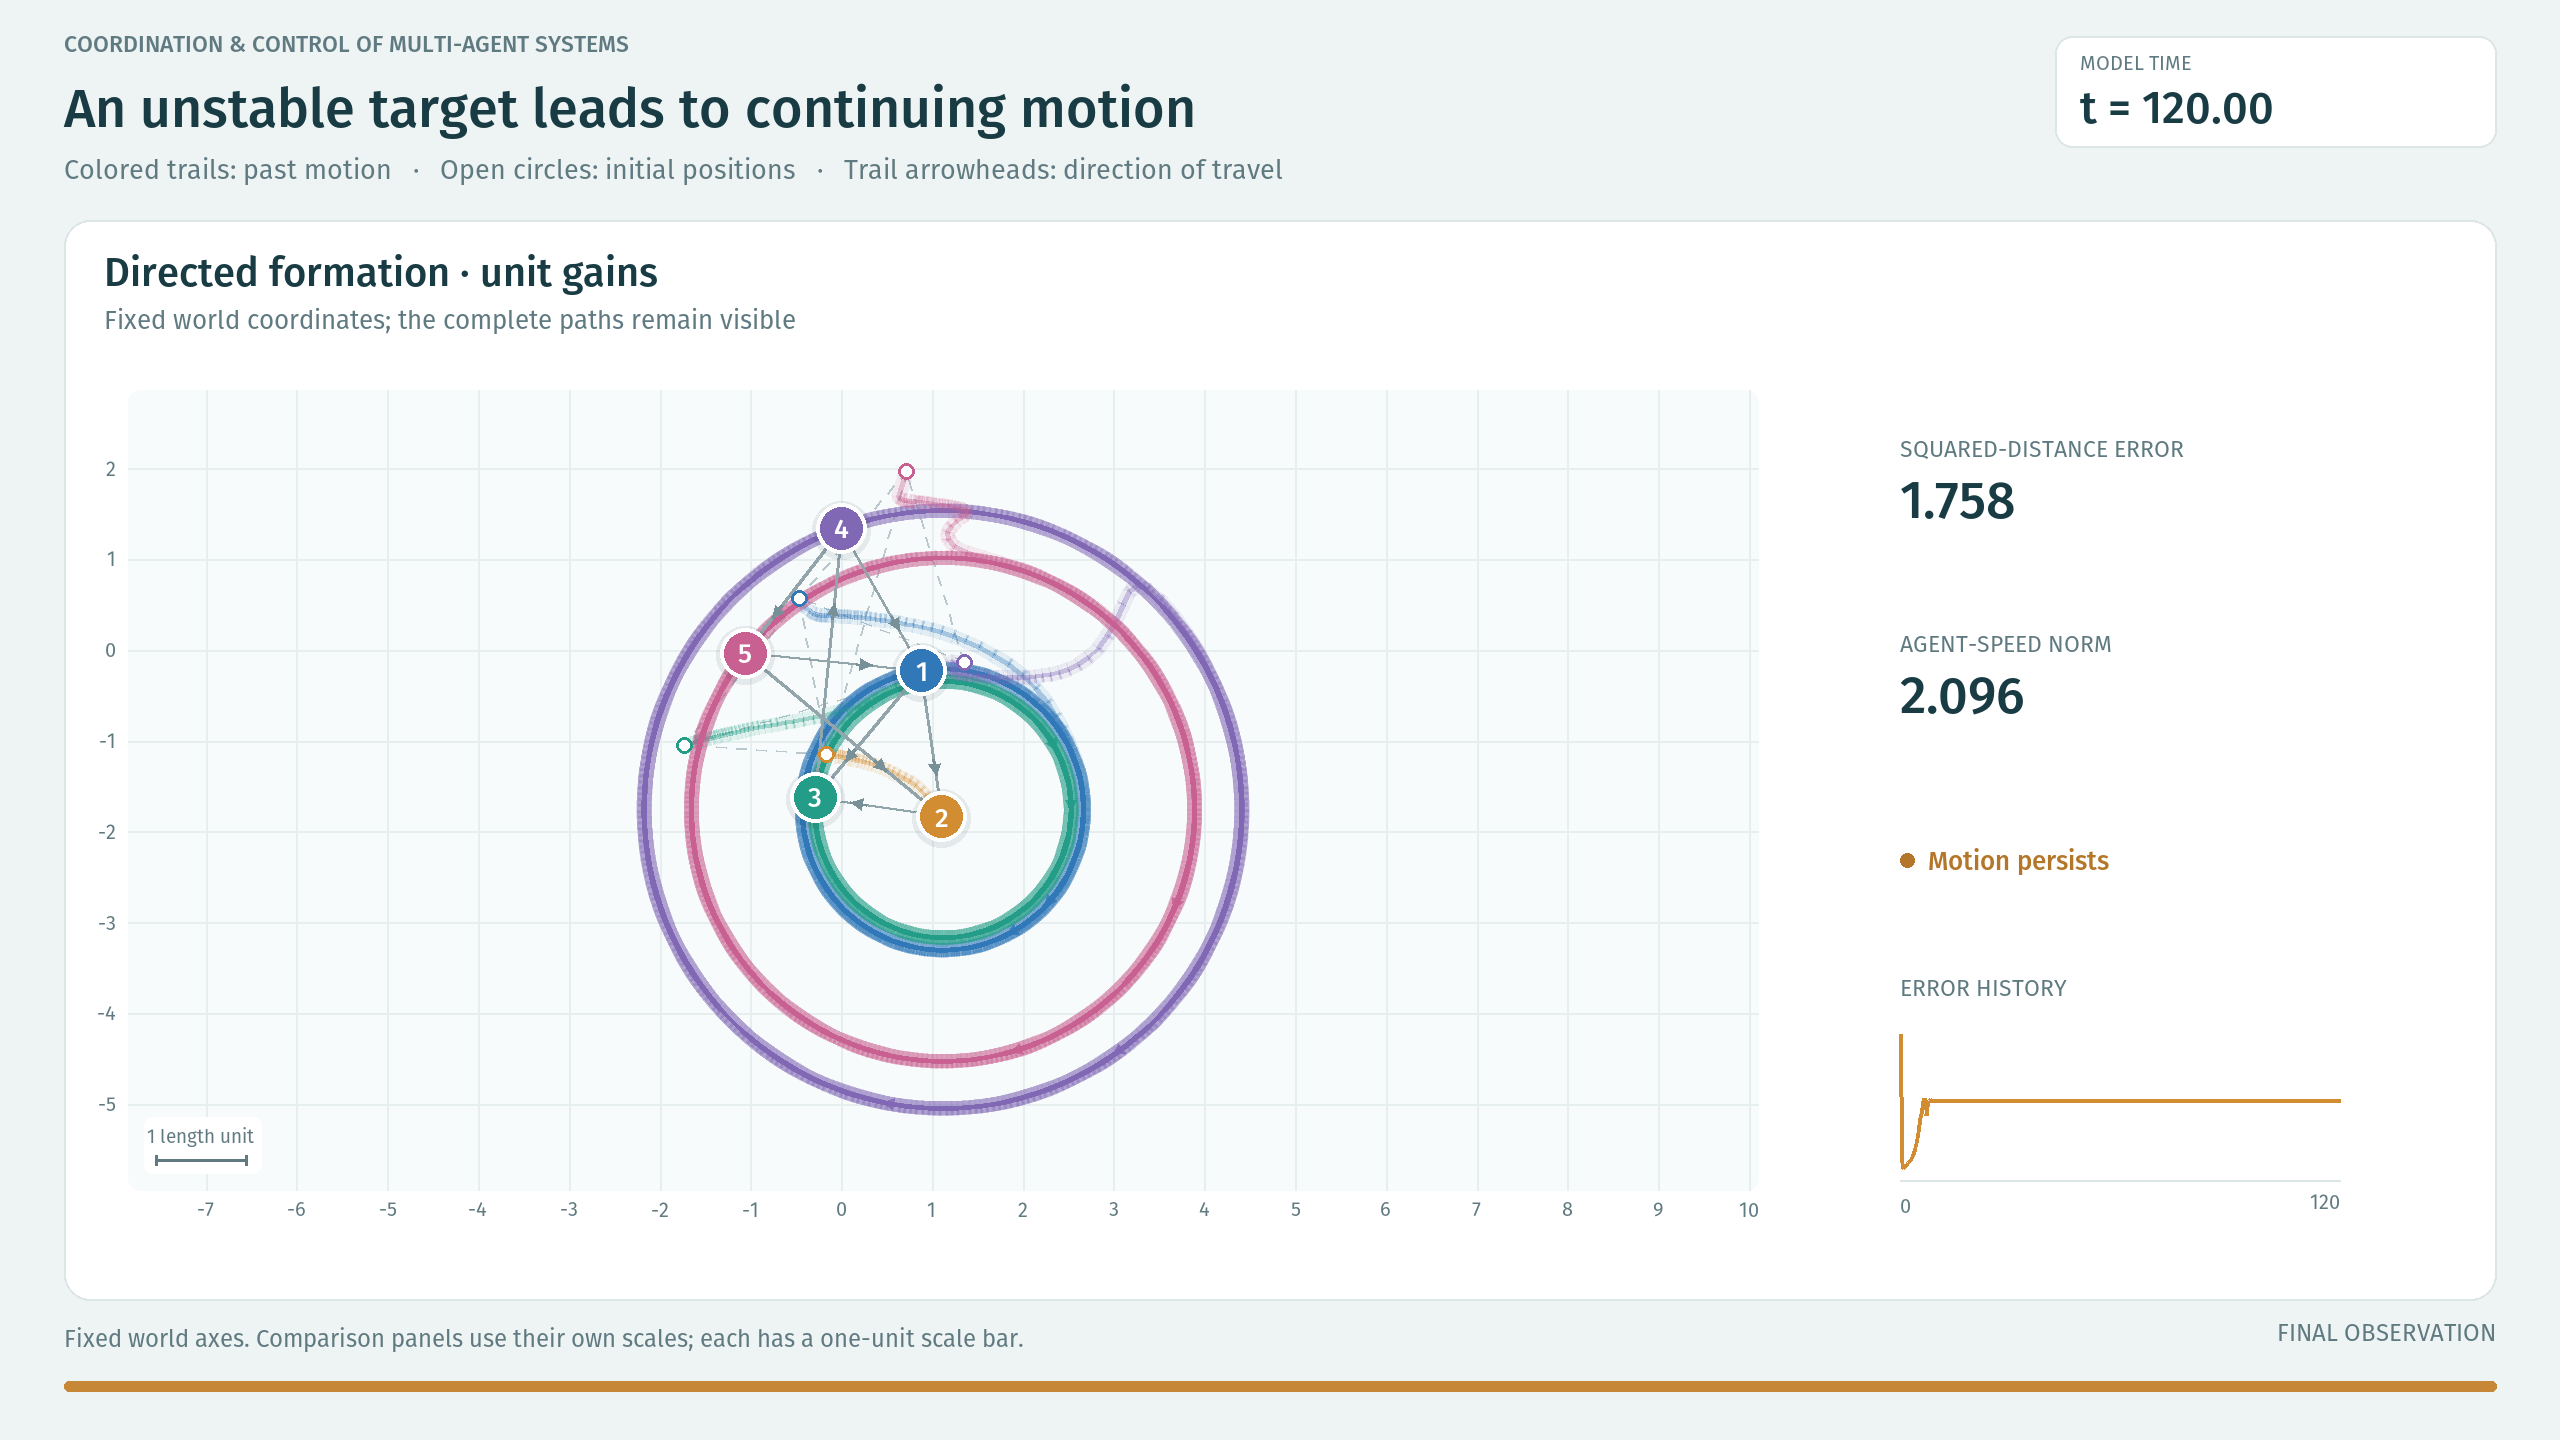 COORDINATION & CONTROL OF MULTI-AGENT SYSTEMS
An unstable target leads to continuing motion
Colored trails: past motion · Open circles: initial positions · Trail arrowheads: direction of travel
MODEL TIME
t = 120.00
Directed formation · unit gains
Fixed world coordinates; the complete paths remain visible
2
1
0
-1
-2
-3
-4
-5
4
5
1
3
2
1 length unit
-7 -6 -5 -4 -3 -2 -1 0 1 2 3 4 5 6 7 8 9 10
SQUARED-DISTANCE ERROR
1.758
AGENT-SPEED NORM
2.096
Motion persists
ERROR HISTORY
0 120
Fixed world axes. Comparison panels use their own scales; each has a one-unit scale bar.
FINAL OBSERVATION